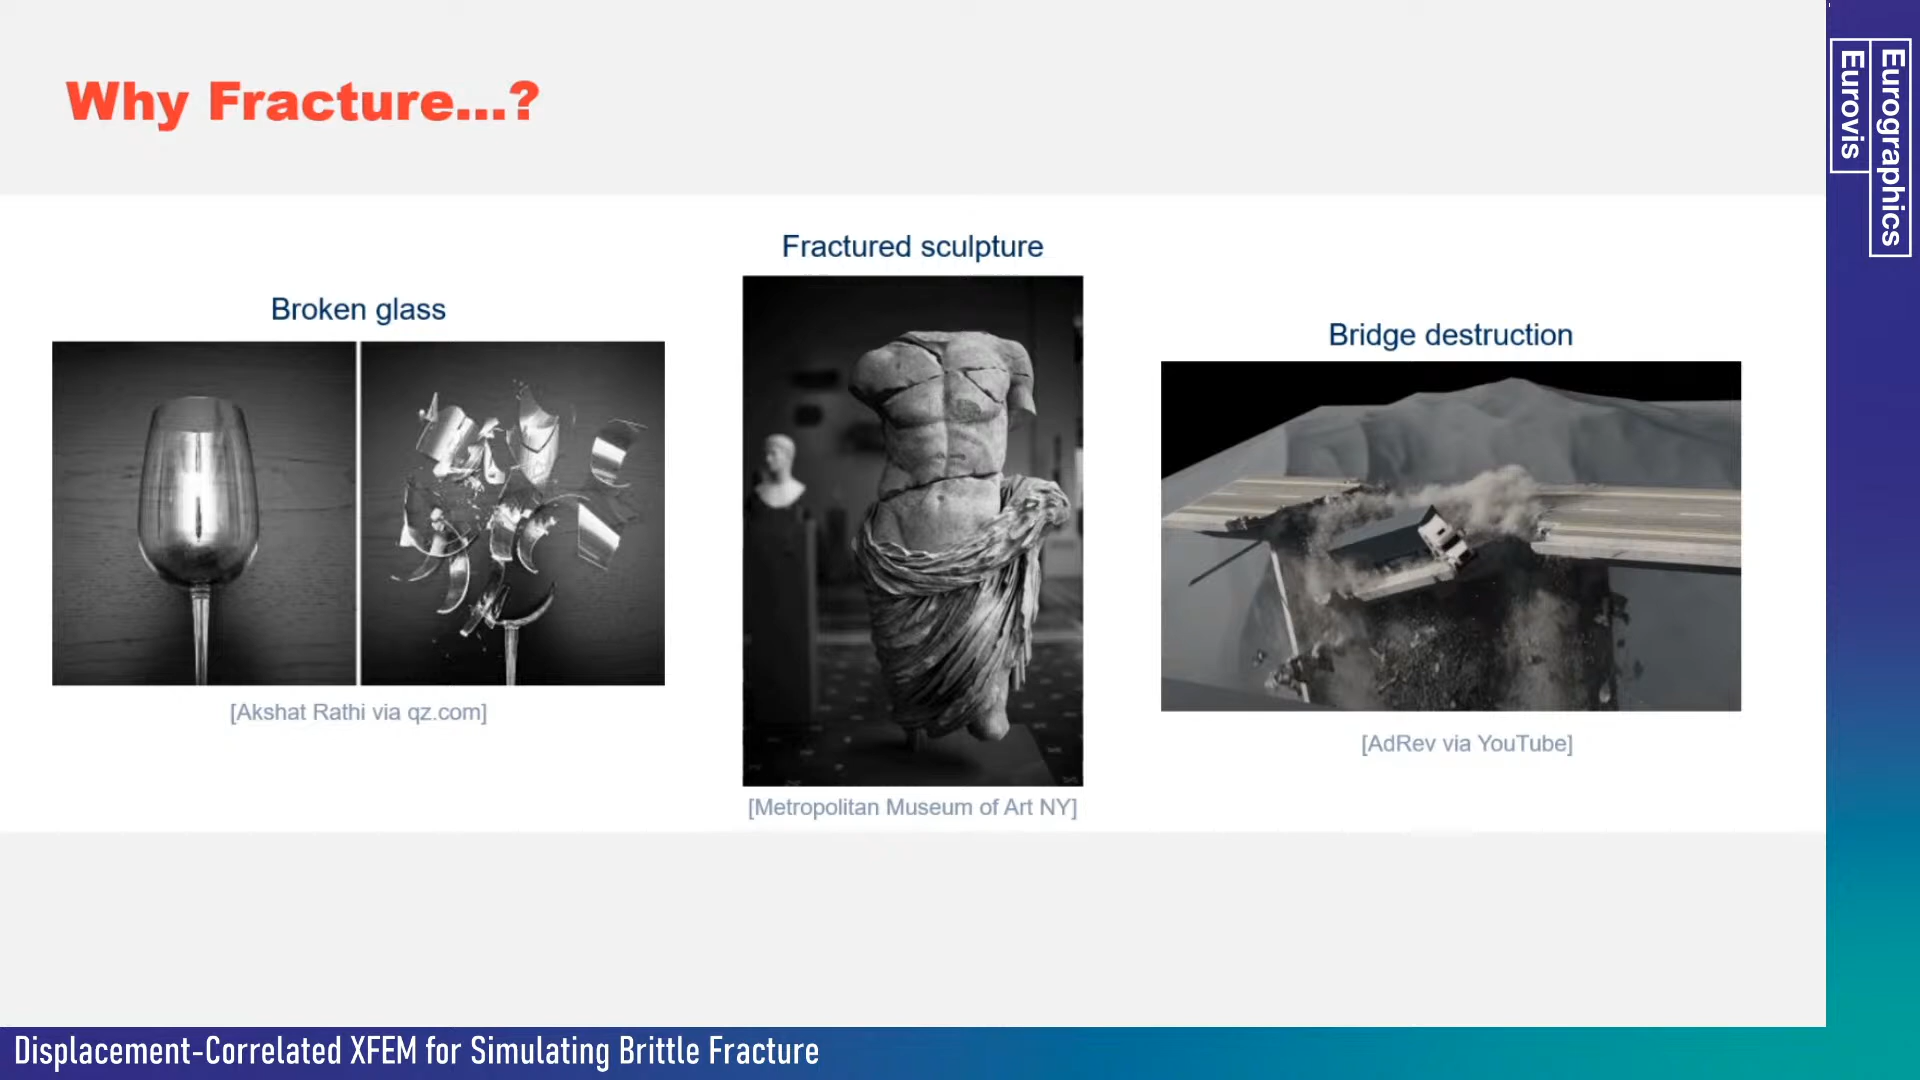 Why Fracture...?
Broken glass
[Akshat Rathi via qz.com]
Fractured sculpture
[Metropolitan Museum of Art NY]
Bridge destruction
[AdRev via YouTube]
Eurographics
Eurovis
Displacement-Correlated XFEM for Simulating Brittle Fracture